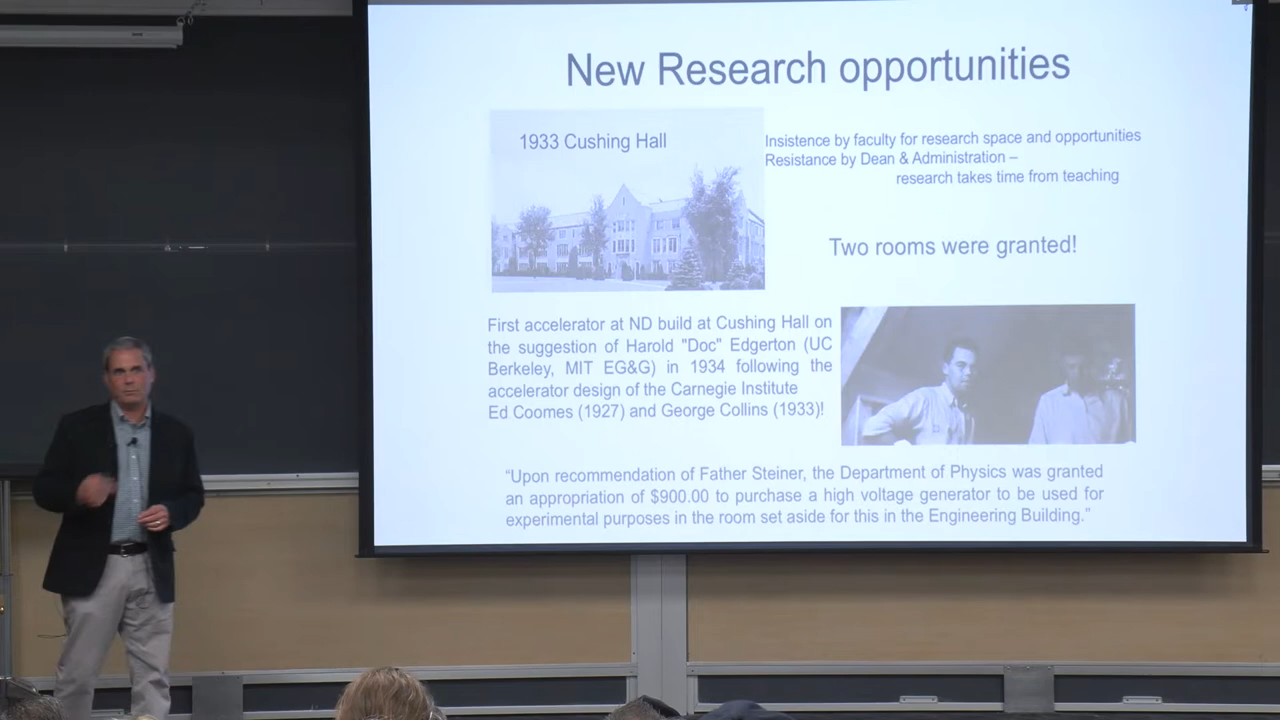 New Research opportunities
1933 Cushing Hall
Insistence by faculty for research space and opportunities
Resistance by Dean & Administration –
research takes time from teaching
Two rooms were granted!
First accelerator at ND build at Cushing Hall on
the suggestion of Harold "Doc" Edgerton (UC
Berkeley, MIT EG&G) in 1934 following the
accelerator design of the Carnegie Institute
Ed Coomes (1927) and George Collins (1933)!
“Upon recommendation of Father Steiner, the Department of Physics was granted
an appropriation of $900.00 to purchase a high voltage generator to be used for
experimental purposes in the room set aside for this in the Engineering Building.”